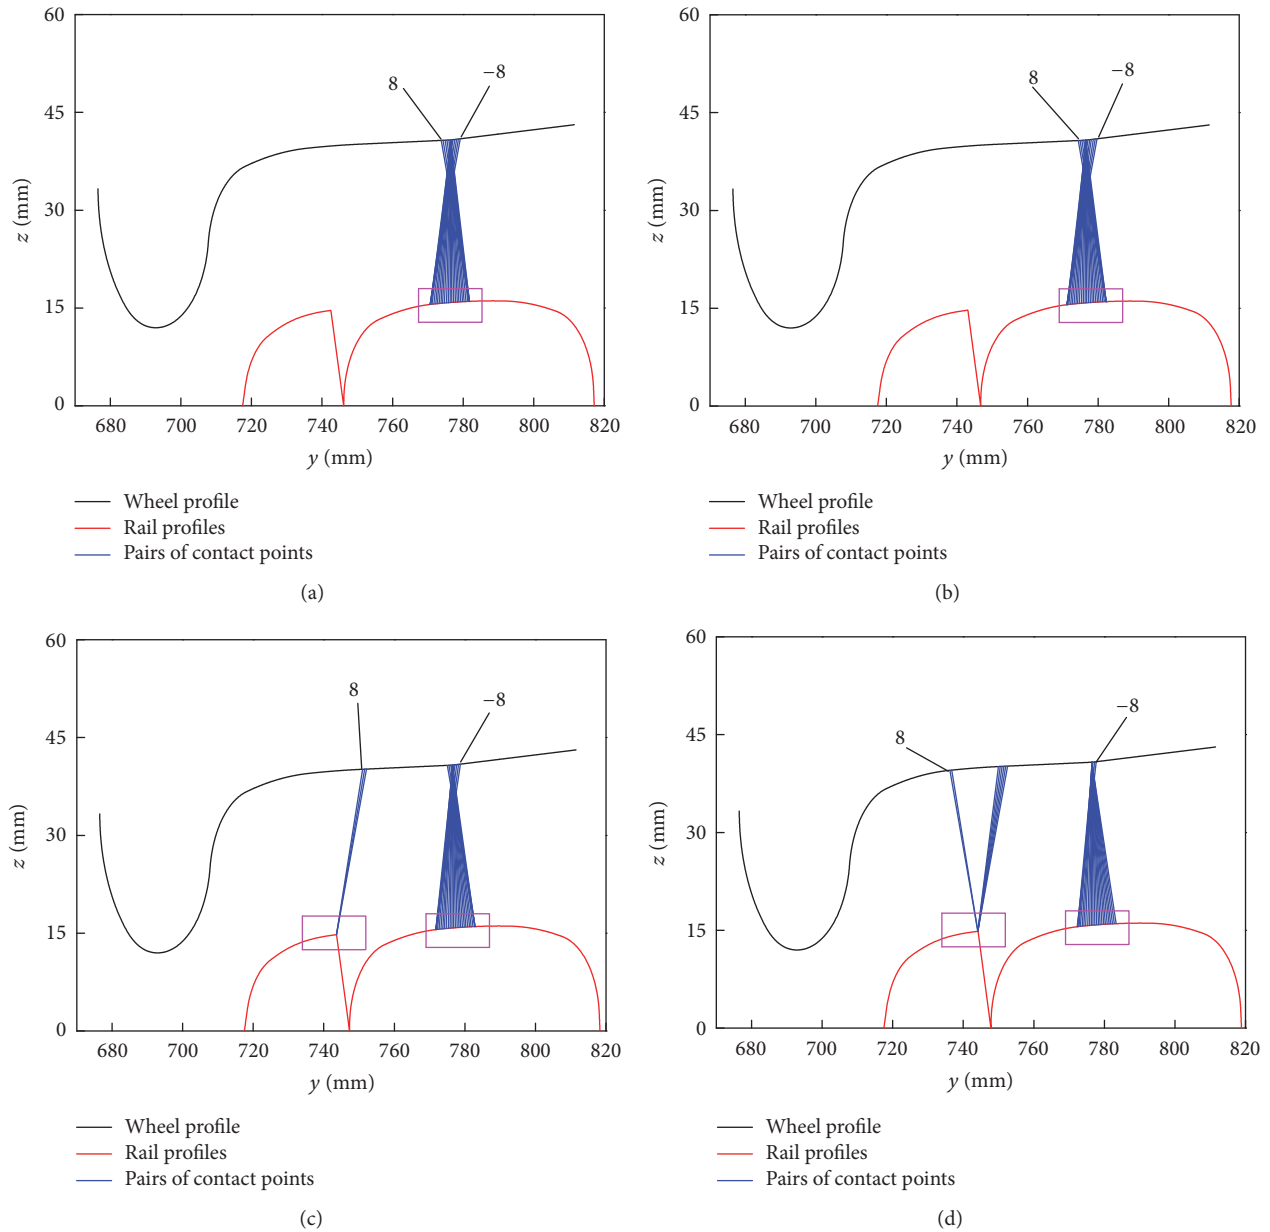 60
45
30
15
0
z (mm)
8
−8
680 700 720 740 760 780 800 820
y (mm)
Wheel profile
Rail profiles
Pairs of contact points
(a)
60
45
30
15
0
z (mm)
8
−8
680 700 720 740 760 780 800 820
y (mm)
Wheel profile
Rail profiles
Pairs of contact points
(b)
60
45
30
15
0
z (mm)
8
−8
680 700 720 740 760 780 800 820
y (mm)
Wheel profile
Rail profiles
Pairs of contact points
(c)
60
45
30
15
0
z (mm)
8
−8
680 700 720 740 760 780 800 820
y (mm)
Wheel profile
Rail profiles
Pairs of contact points
(d)